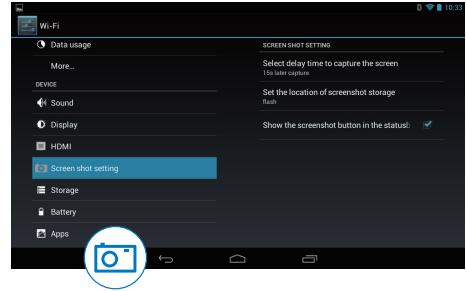 10:33
Wi-Fi
Data usage
More...
DEVICE
Sound
Display
HDMI
Screen shot setting
Storage
Battery
Apps
SCREEN SHOT SETTING
Select delay time to capture the screen
15s later capture
Set the location of screenshot storage
flash
Show the screenshot button in the statusb